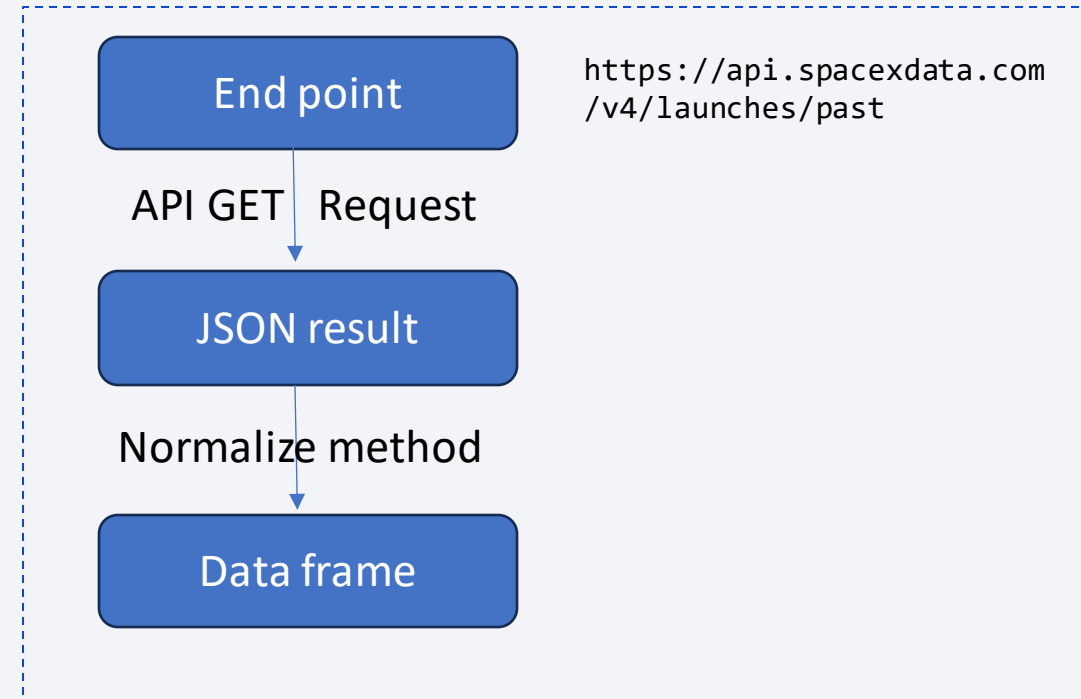 End point
https://api.spacexdata.com
/v4/launches/past
API GET Request
JSON result
Normalize method
Data frame